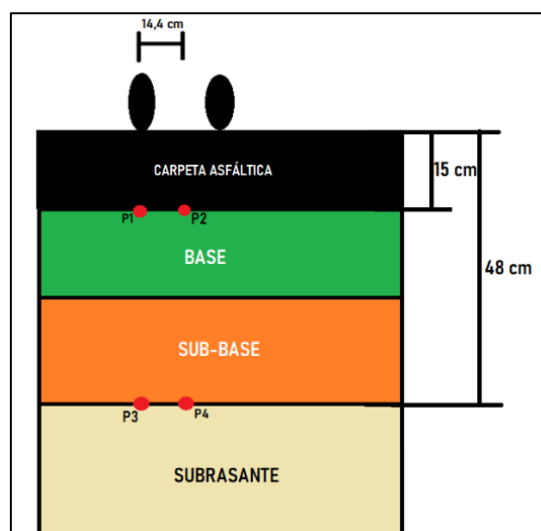 14,4 cm
CARPETA ASFÁLTICA
15 cm
P1
P2
BASE
48 cm
SUB-BASE
P3
P4
SUBRASANTE